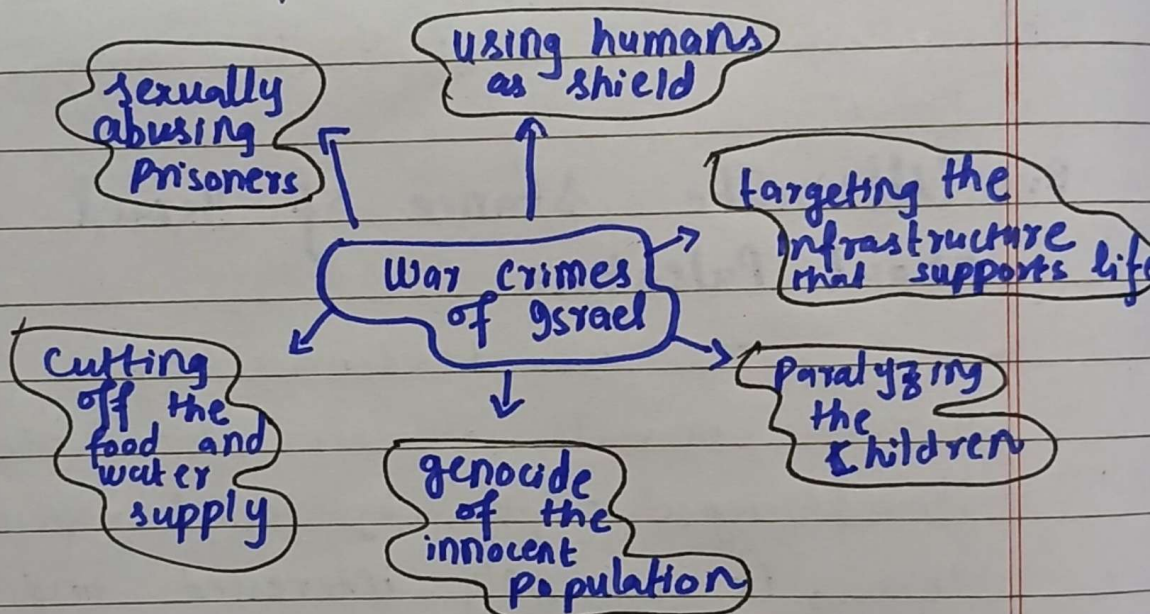 using humans
as shield
sexually
abusing
Prisoners
targeting the
infrastructure
that supports life
War crimes
of Israel
Cutting
off the
food and
water
supply
Paralyzing
the
Children
genocide
of the
innocent
population